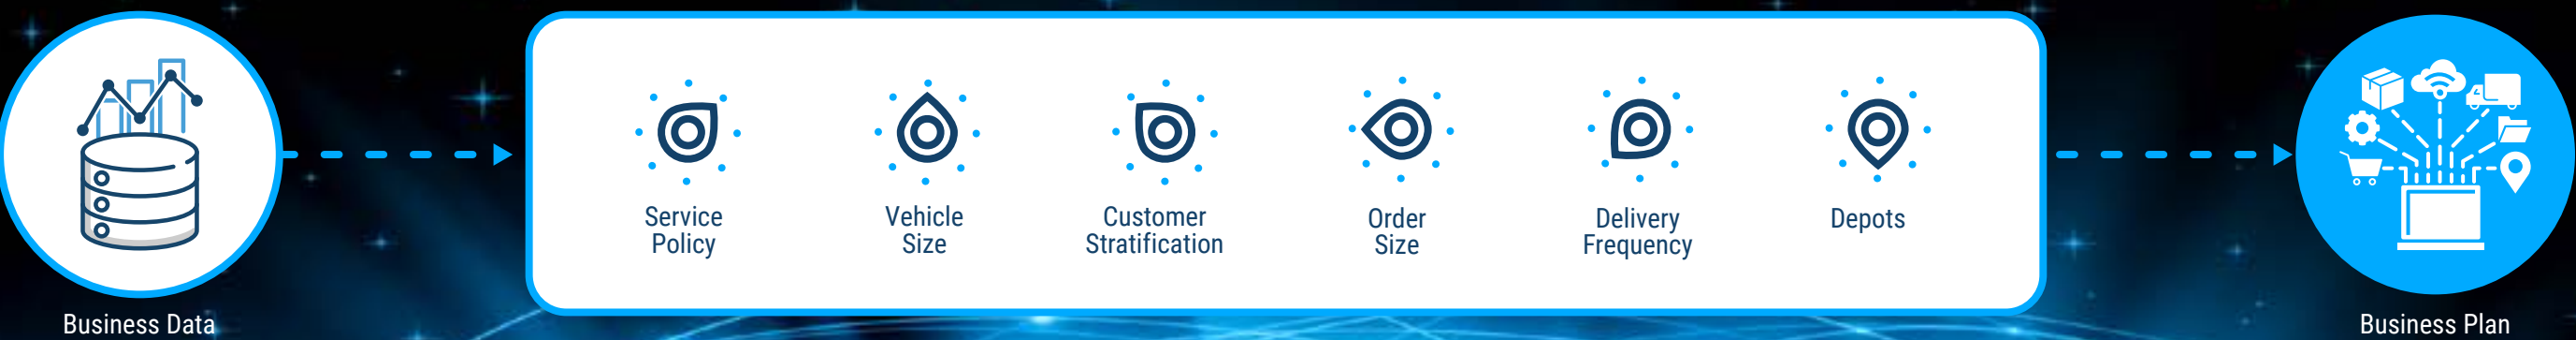 Service
Policy
Vehicle
Size
Customer
Stratification
Order
Size
Delivery
Frequency
Depots
Business Data
Business Plan